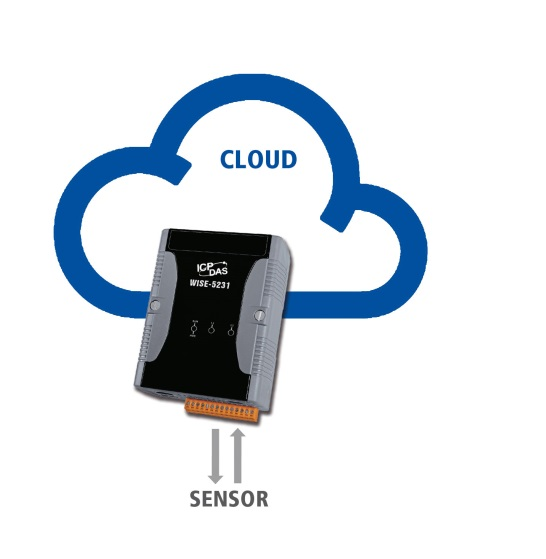 CLOUD
ICP
DAS
WISE-5231
SENSOR